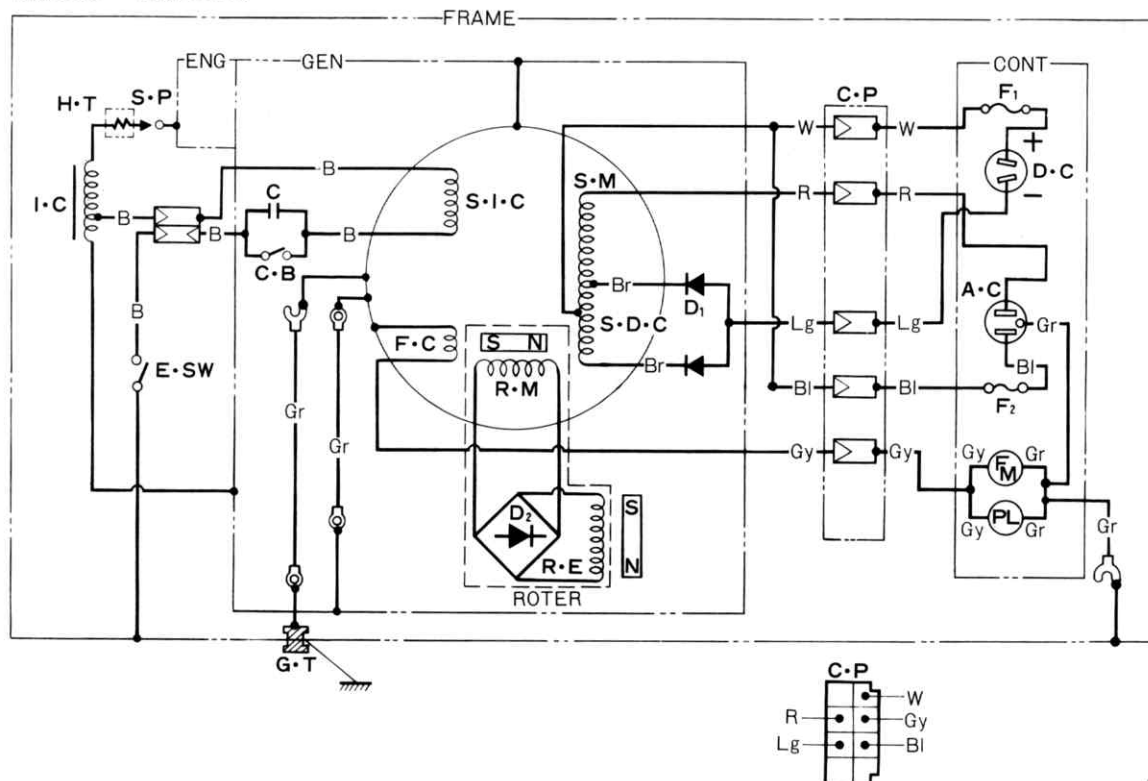 FRAME
ENG
GEN
CONT
H·T
S·P
C·P
F1
B
W
W
+
D·C
−
C
S·I·C
S·M
R
R
I·C
B
B
B
C·B
Br
D1
A·C
S·D·C
Lg
Lg
Gr
B
F·C
S N
Br
Bl
E·SW
R·M
Bl
Bl
F2
Gr
Gr
Gy
Gy
Gy
FM
Gr
D2
S
N
Gy
PL
Gr
Gr
R·E
ROTER
G·T
C·P
W
R
Gy
Lg
Bl